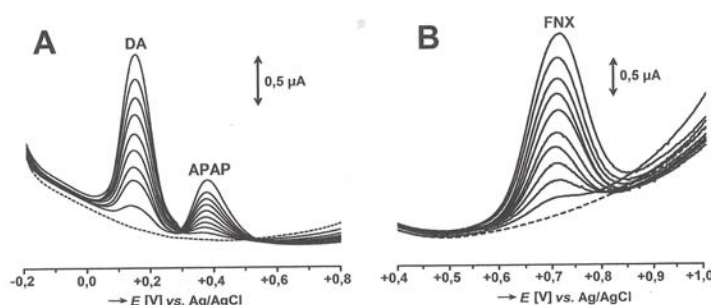 A
DA
0,5 µA
APAP
-0,2 0,0 +0,2 +0,4 +0,6 +0,8
→ E [V] vs. Ag/AgCl
B
FNX
0,5 µA
+0,4 +0,5 +0,6 +0,7 +0,8 +0,9 +1,0
→ E [V] vs. Ag/AgCl